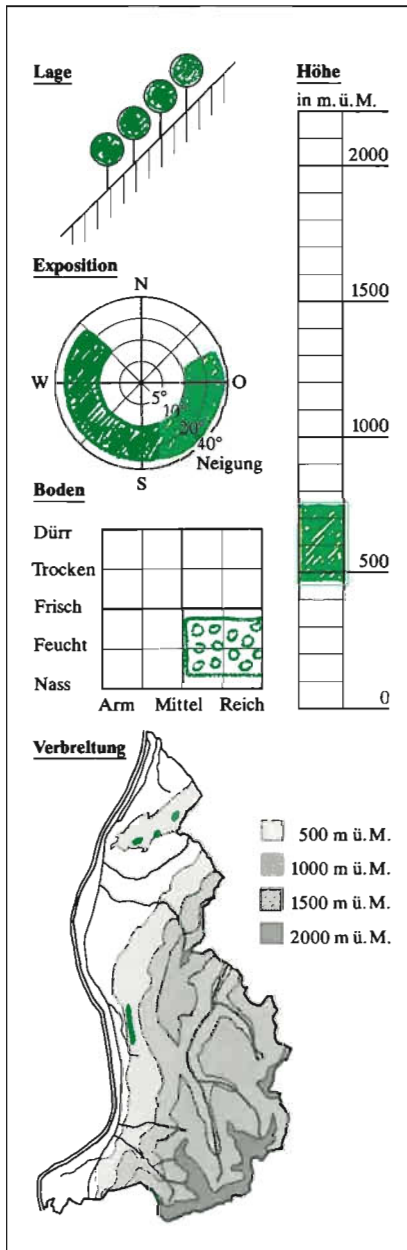 Lage
Höhe
in m. ü. M.
2000
1500
1000
500
0
Exposition
N
W
O
S
5°
10°
20°
40°
Neigung
Boden
Dürr
Trocken
Frisch
Feucht
Nass
Arm Mittel Reich
Verbreitung
500 m ü. M.
1000 m ü. M.
1500 m ü. M.
2000 m ü. M.